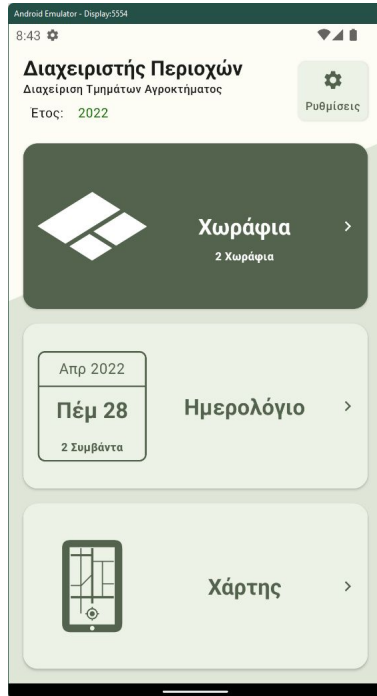 Android Emulator - Display:5554
8:43
Διαχειριστής Περιοχών
Διαχείριση Τμημάτων Αγροκτήματος
Έτος: 2022
Ρυθμίσεις
Χωράφια
2 Χωράφια
Απρ 2022
Πέμ 28
2 Συμβάντα
Ημερολόγιο
Χάρτης